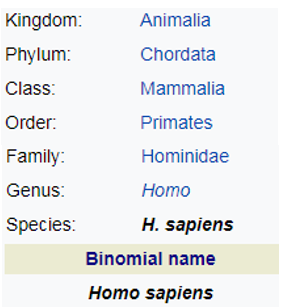 Kingdom: Animalia
Phylum: Chordata
Class: Mammalia
Order: Primates
Family: Hominidae
Genus: Homo
Species: H. sapiens
Binomial name
Homo sapiens